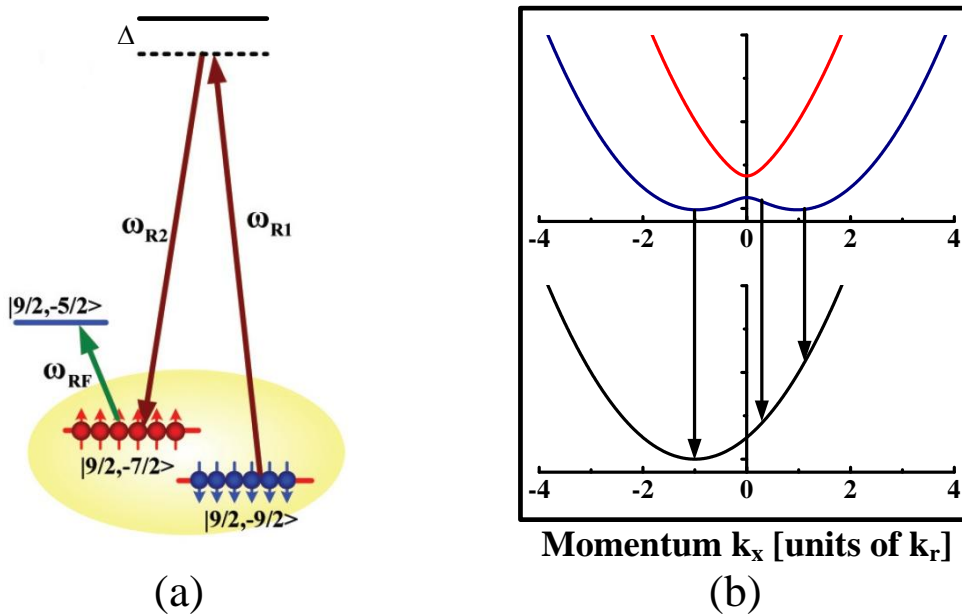 Δ
ω_R2
ω_R1
|9/2,-5/2>
ω_RF
|9/2,-7/2>
|9/2,-9/2>
(a)
-4 -2 0 2 4
-4 -2 0 2 4
Momentum k_x [units of k_r]
(b)